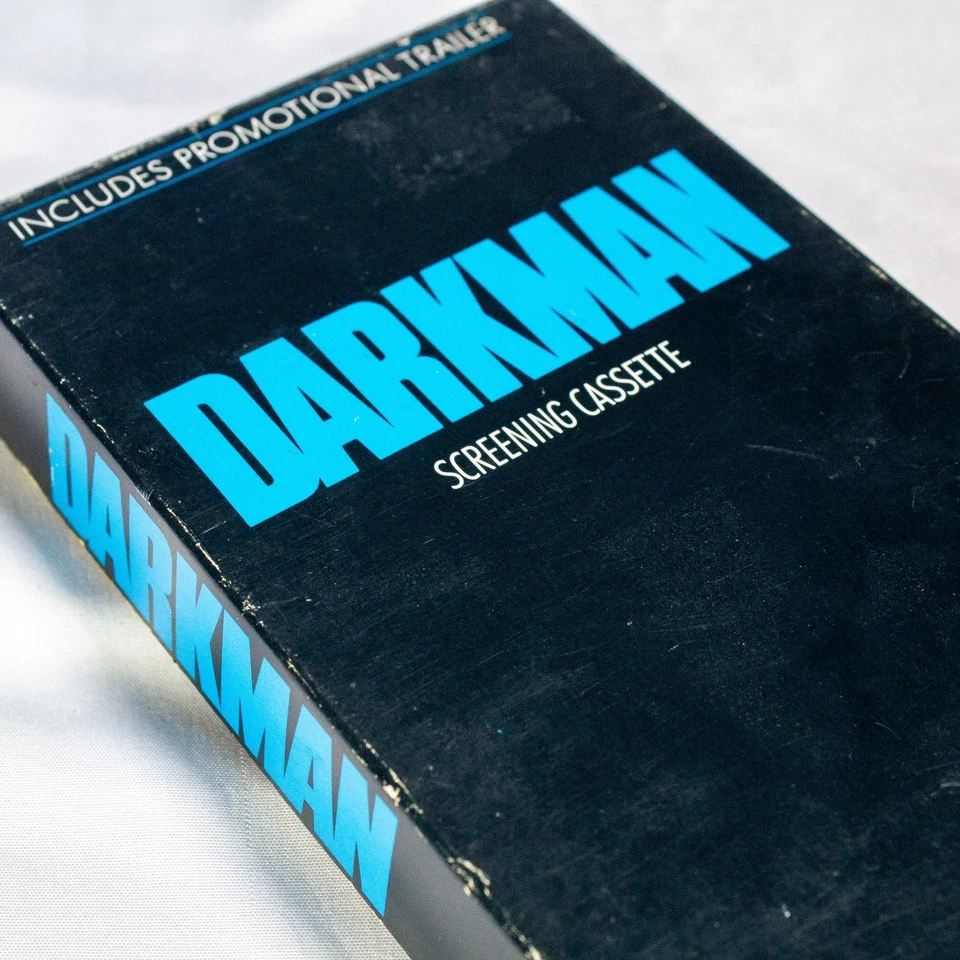 INCLUDES PROMOTIONAL TRAILER
DARKMAN
SCREENING CASSETTE
DARKMAN